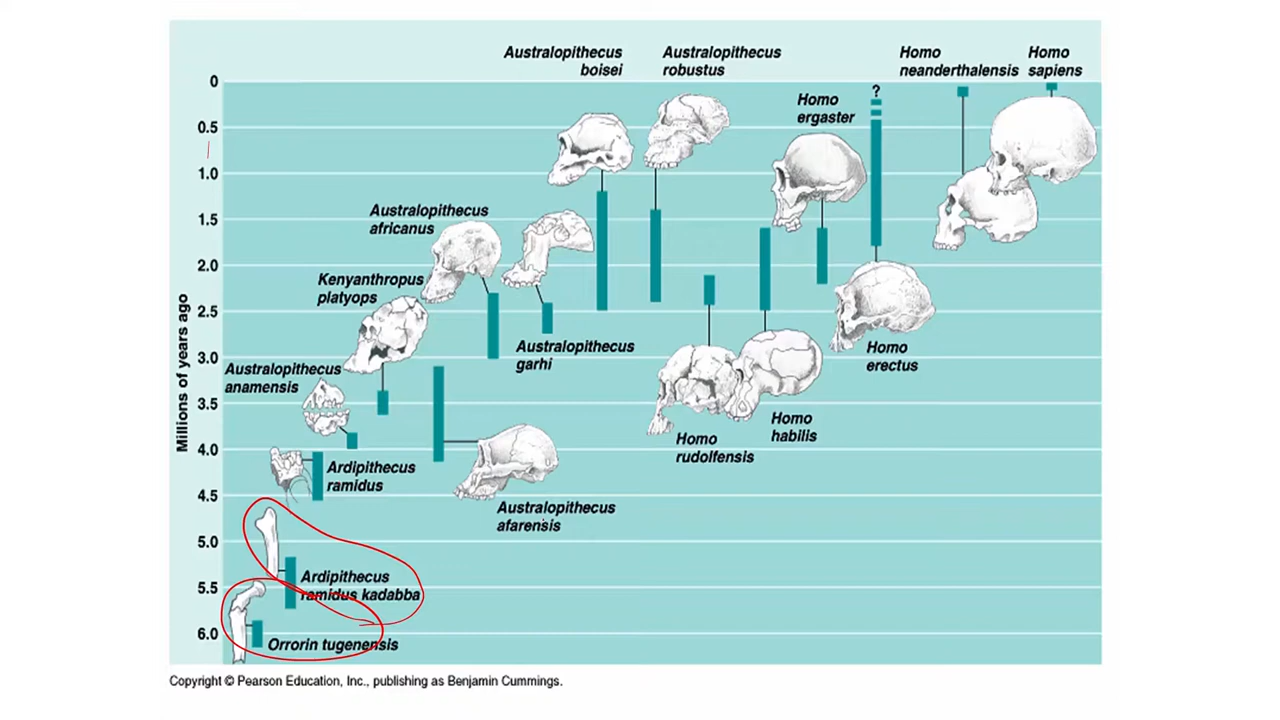 Australopithecus
boisei
Australopithecus
robustus
Homo
neanderthalensis
Homo
sapiens
0
?
Homo
ergaster
0.5
1.0
Australopithecus
africanus
1.5
2.0
Kenyanthropus
platyops
2.5
Millions of years ago
Australopithecus
garhi
Homo
erectus
3.0
Australopithecus
anamensis
3.5
Homo
habilis
Homo
rudolfensis
4.0
Ardipithecus
ramidus
4.5
Australopithecus
afarensis
5.0
Ardipithecus
ramidus kadabba
5.5
6.0
Orrorin tugenensis
Copyright © Pearson Education, Inc., publishing as Benjamin Cummings.